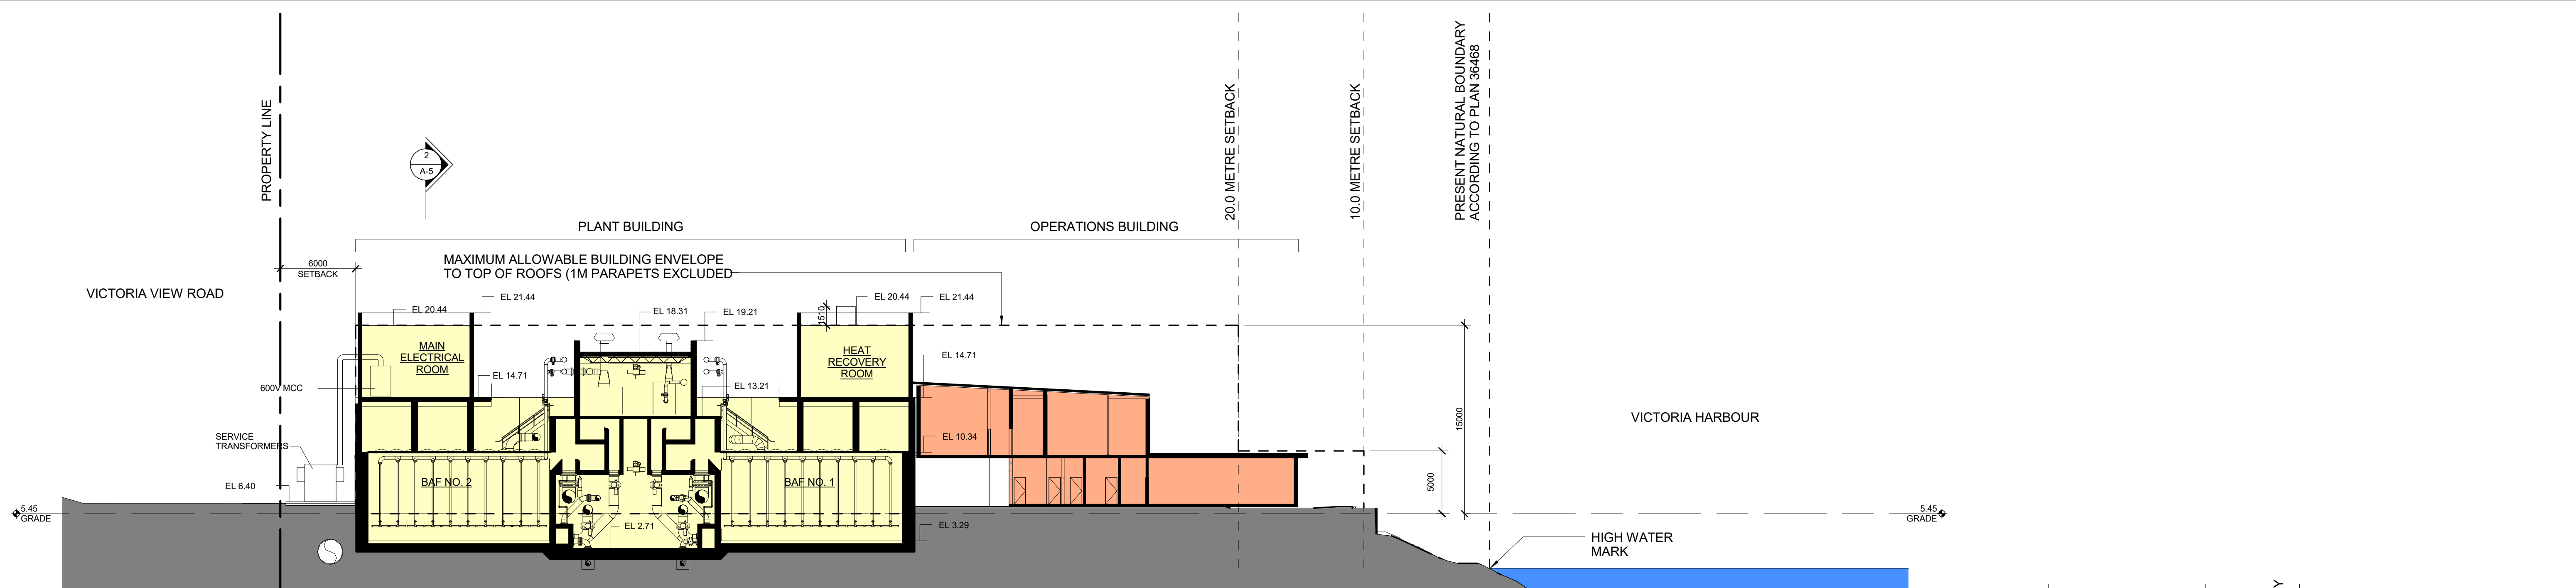 PROPERTY LINE
20.0 METRE SETBACK
10.0 METRE SETBACK
PRESENT NATURAL BOUNDARY
ACCORDING TO PLAN 36468
2
A-5
PLANT BUILDING
OPERATIONS BUILDING
MAXIMUM ALLOWABLE BUILDING ENVELOPE
TO TOP OF ROOFS (1M PARAPETS EXCLUDED
6000
SETBACK
VICTORIA VIEW ROAD
EL 20.44
EL 21.44
EL 18.31
EL 19.21
1510
EL 20.44
EL 21.44
MAIN
ELECTRICAL
ROOM
HEAT
RECOVERY
ROOM
600V MCC
EL 14.71
EL 13.21
EL 14.71
15000
VICTORIA HARBOUR
SERVICE
TRANSFORMERS
EL 10.34
EL 6.40
BAF NO. 2
BAF NO. 1
5000
5.45
GRADE
EL 2.71
EL 3.29
5.45
GRADE
HIGH WATER
MARK
Y